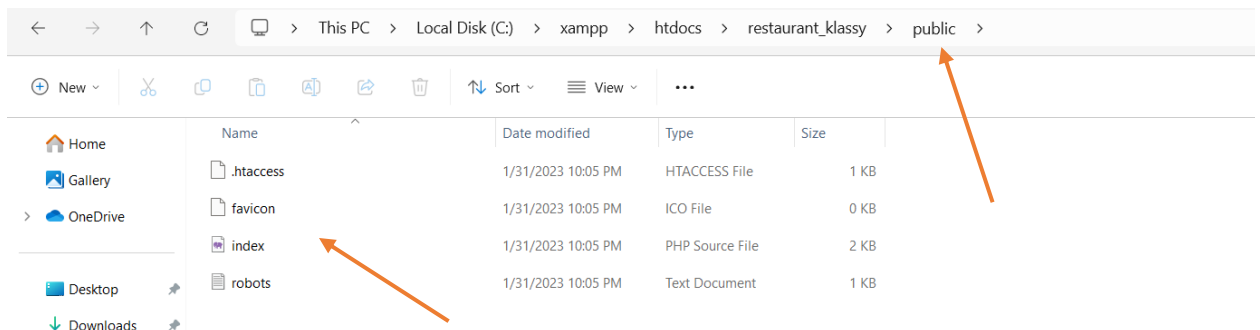 This PC > Local Disk (C:) > xampp > htdocs > restaurant_klassy > public >
New Sort View ...
Name Date modified Type Size
Home
Gallery
> OneDrive
Desktop
Downloads
.htaccess 1/31/2023 10:05 PM HTACCESS File 1 KB
favicon 1/31/2023 10:05 PM ICO File 0 KB
index 1/31/2023 10:05 PM PHP Source File 2 KB
robots 1/31/2023 10:05 PM Text Document 1 KB